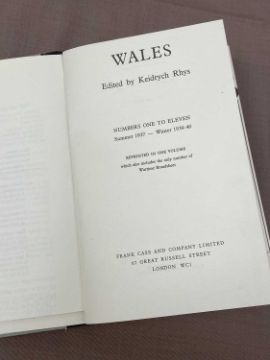 WALES
Edited by Keidrych Rhys
NUMBERS ONE TO ELEVEN
Summer 1937 — Winter 1939-40
REPRINTED IN ONE VOLUME
which also includes the only number of
Wartime Broadsheet
FRANK CASS AND COMPANY LIMITED
67 GREAT RUSSELL STREET
LONDON WC1